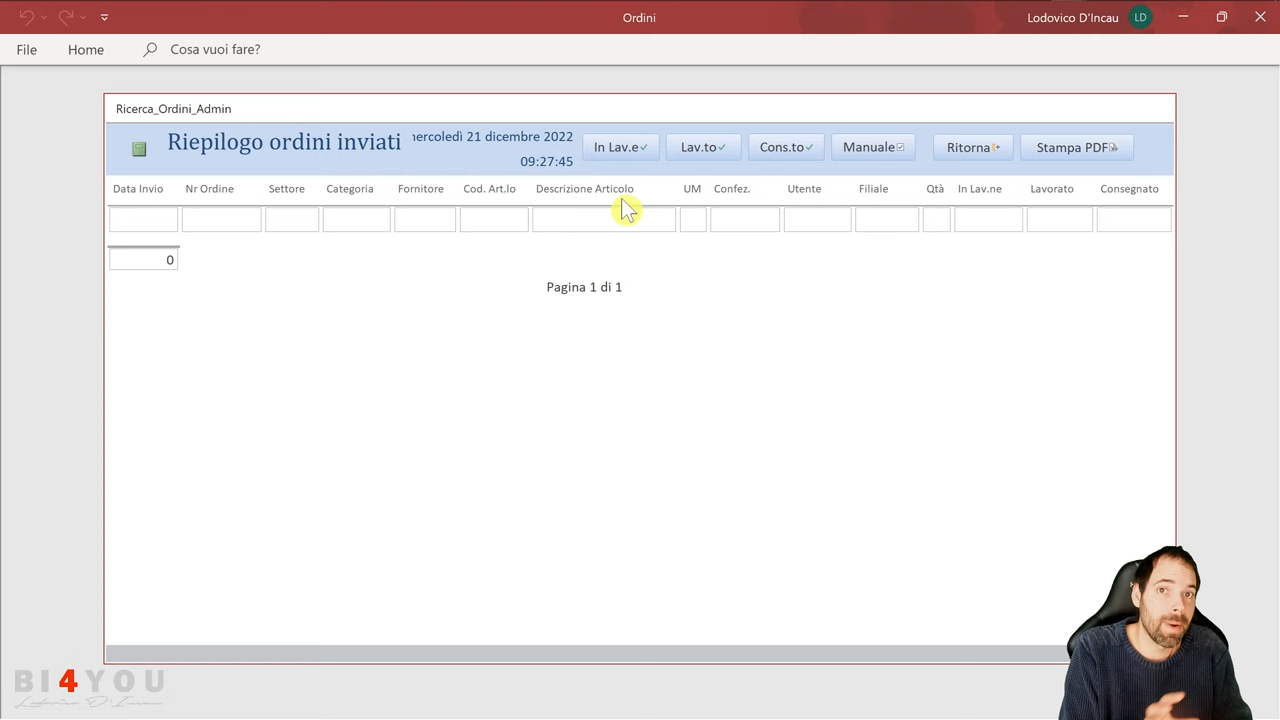 Ordini
Lodovico D'Incau LD
File Home Cosa vuoi fare?
Ricerca_Ordini_Admin
Riepilogo ordini inviati
nercoledì 21 dicembre 2022
09:27:45
In Lav.e Lav.to Cons.to Manuale Ritorna Stampa PDF
Data Invio Nr Ordine Settore Categoria Fornitore Cod. Art.lo Descrizione Articolo UM Confez. Utente Filiale Qtà In Lav.ne Lavorato Consegnato
0
Pagina 1 di 1
BI4YOU
Lodovico D'Incau